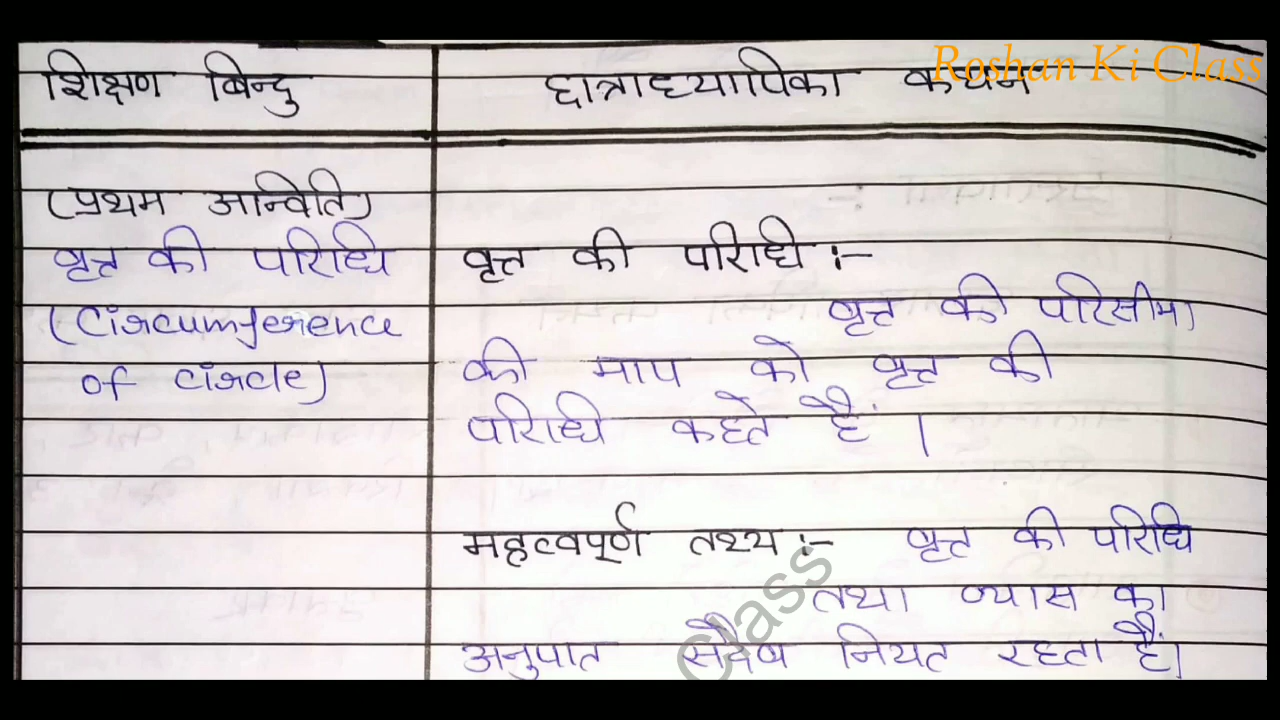 Roshan Ki Class
शिक्षण बिन्दु
छात्राध्यापिका कथन
(प्रथम अन्विति)
वृत्त की परिधि
(Circumference
of circle)
वृत्त की परिधि :-
वृत्त की परिसीमा
की माप को वृत्त की
परिधि कहते हैं ।
महत्वपूर्ण तथ्य :- वृत्त की परिधि
तथा व्यास का
अनुपात सदैव नियत रहता है।
Class